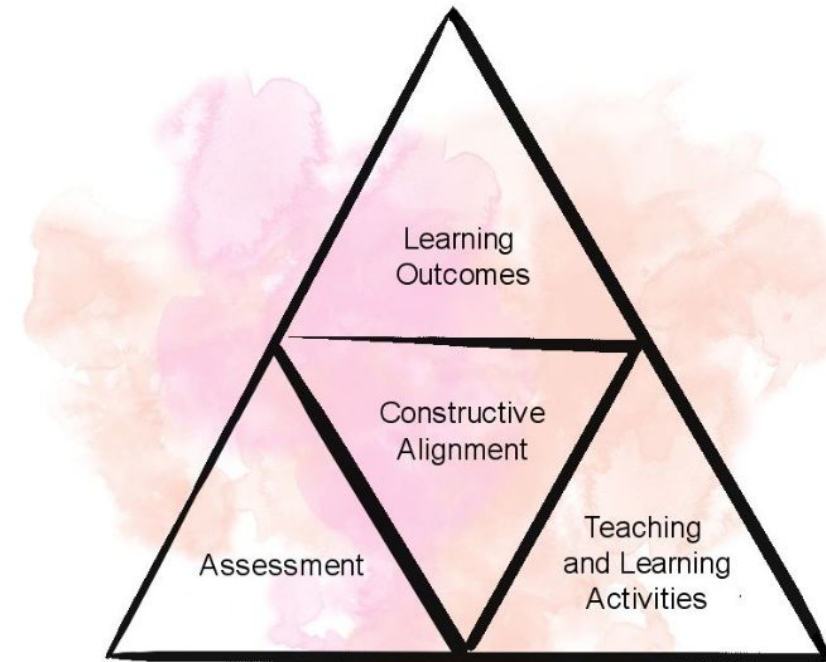 Learning
Outcomes
Constructive
Alignment
Assessment
Teaching
and Learning
Activities